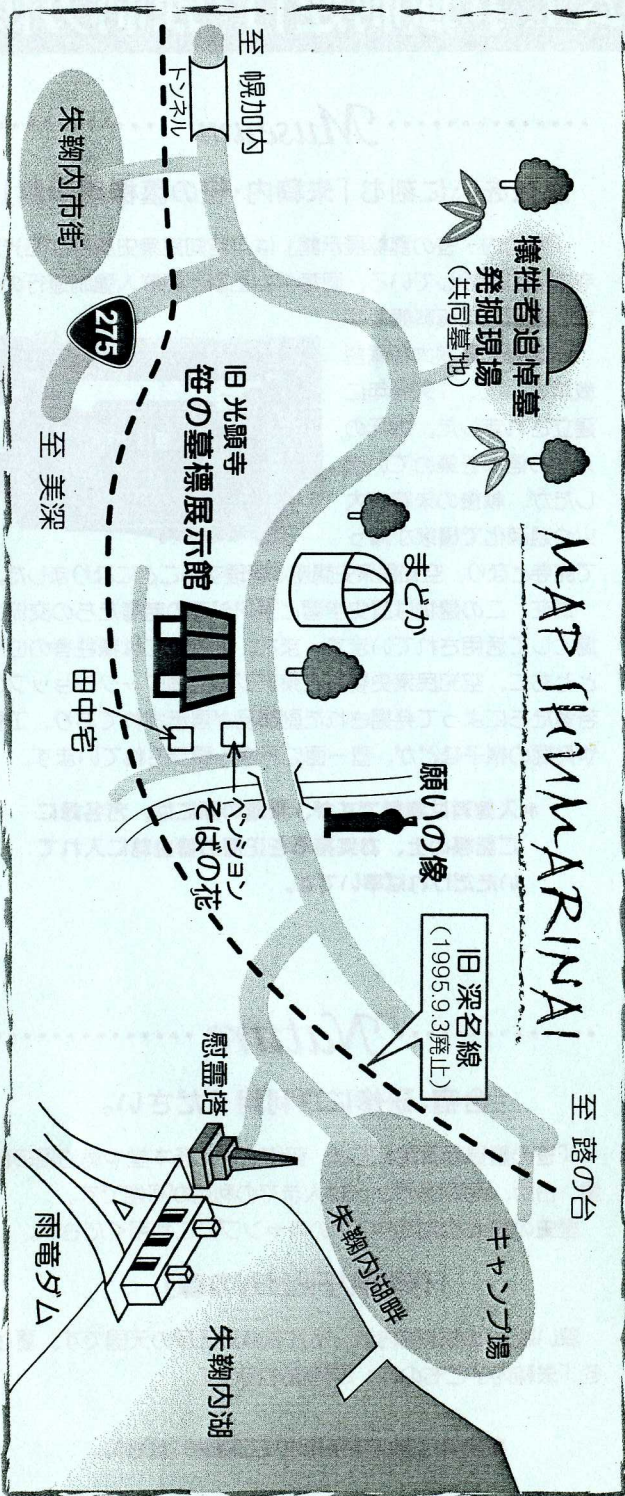 MAP SHUMARINAI
至 幌加内
トンネル
朱鞠内市街
275
至 美深
犠牲者追悼墓
発掘現場
(共同墓地)
旧 光顕寺
笹の墓標展示館
まどか
田中宅
ペンション
そばの花
願いの像
旧 深名線
(1995.9.3廃止)
至 蕗の台
キャンプ場
朱鞠内湖畔
慰霊塔
雨竜ダム
朱鞠内湖